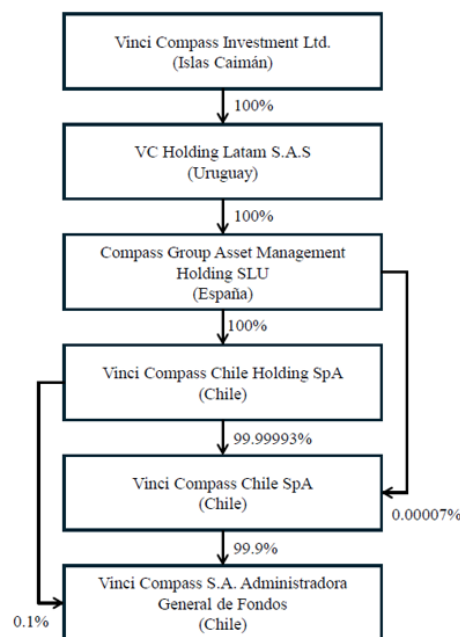 Vinci Compass Investment Ltd.
(Islas Caimán)
100%
VC Holding Latam S.A.S
(Uruguay)
100%
Compass Group Asset Management
Holding SLU
(España)
100%
Vinci Compass Chile Holding SpA
(Chile)
99.99993%
Vinci Compass Chile SpA
(Chile)
0.00007%
99.9%
Vinci Compass S.A. Administradora
General de Fondos
(Chile)
0.1%